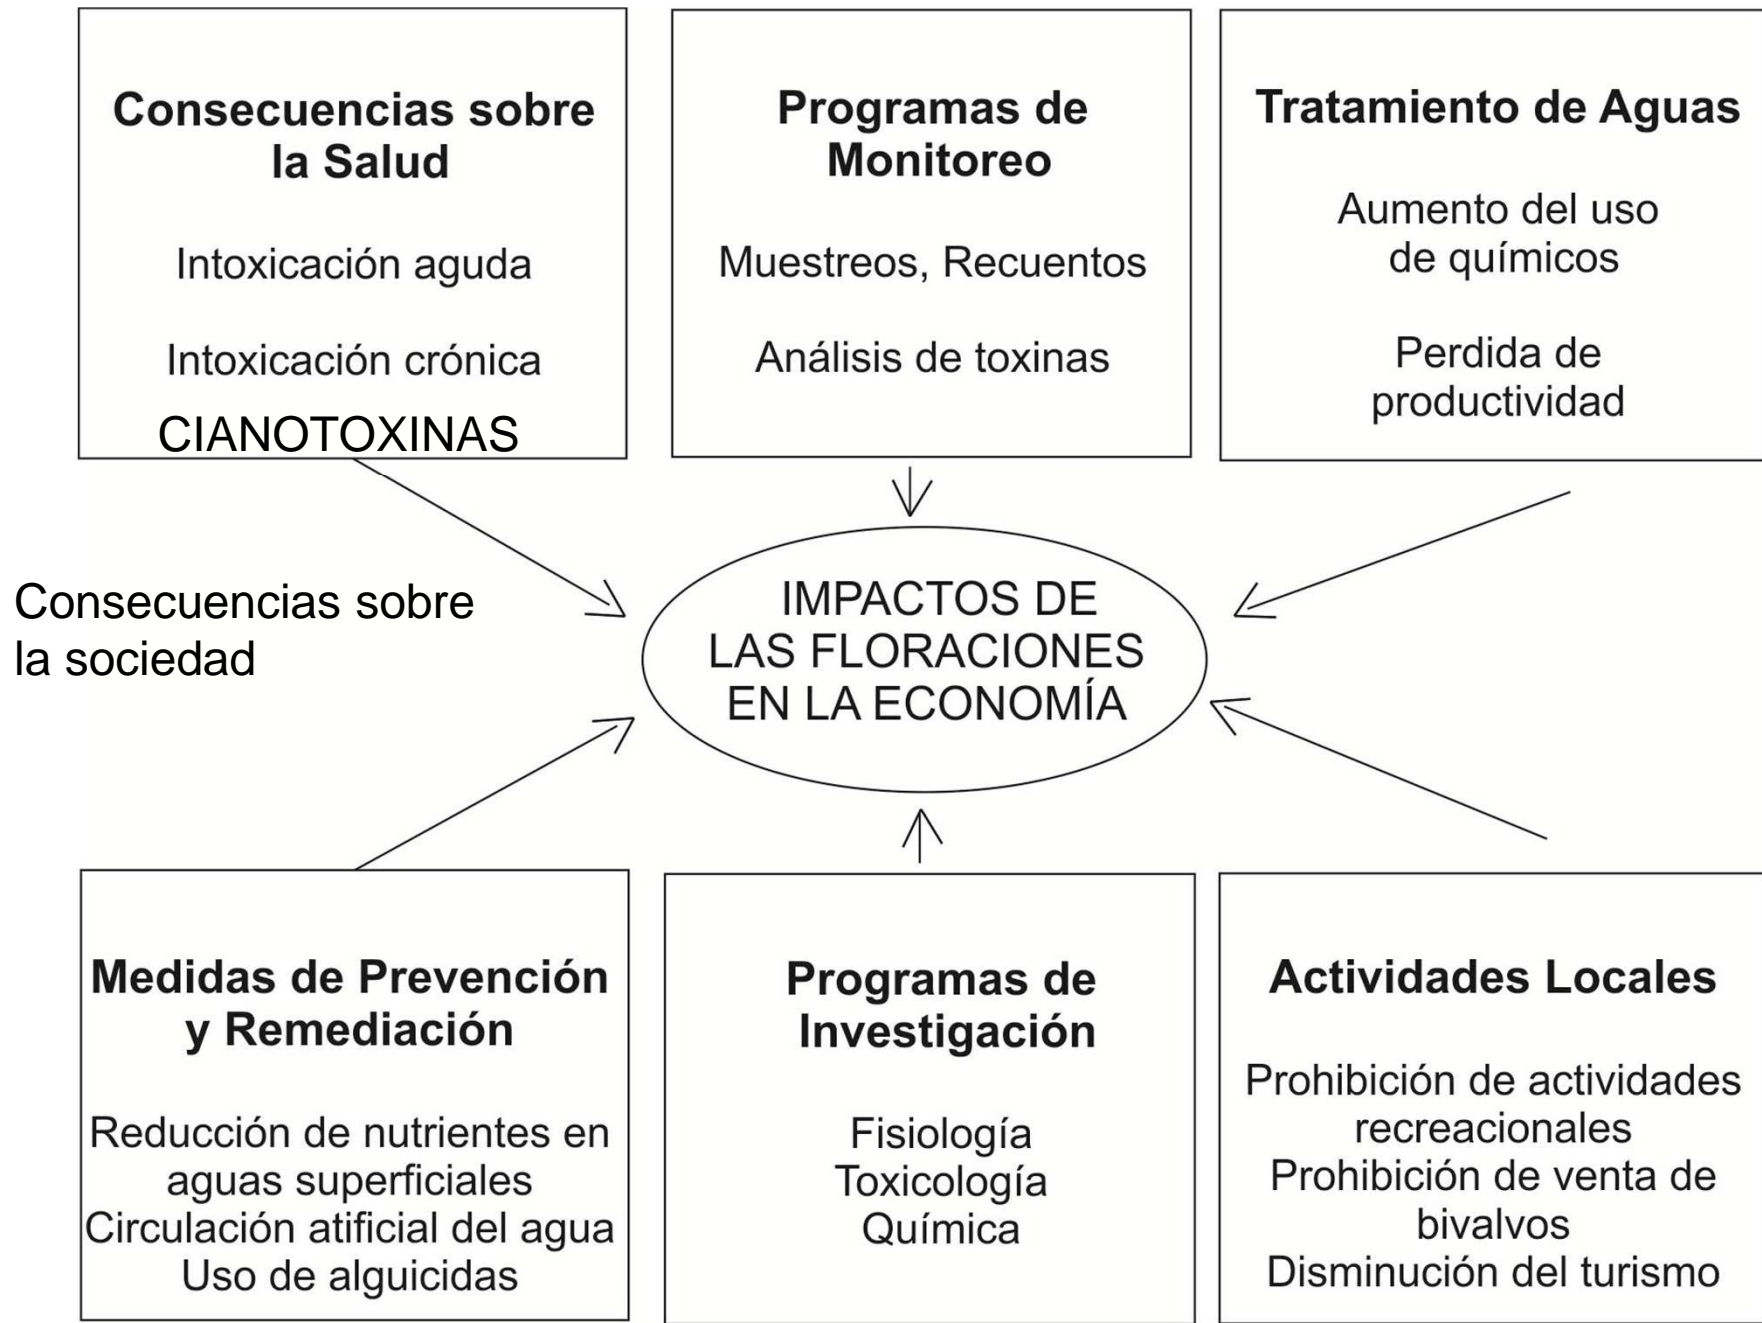 Consecuencias sobre
la Salud
Intoxicación aguda
Intoxicación crónica
CIANOTOXINAS
Programas de
Monitoreo
Muestreos, Recuentos
Análisis de toxinas
Tratamiento de Aguas
Aumento del uso
de químicos
Perdida de
productividad
Consecuencias sobre
la sociedad
IMPACTOS DE
LAS FLORACIONES
EN LA ECONOMÍA
Medidas de Prevención
y Remediación
Reducción de nutrientes en
aguas superficiales
Circulación atificial del agua
Uso de alguicidas
Programas de
Investigación
Fisiología
Toxicología
Química
Actividades Locales
Prohibición de actividades
recreacionales
Prohibición de venta de
bivalvos
Disminución del turismo